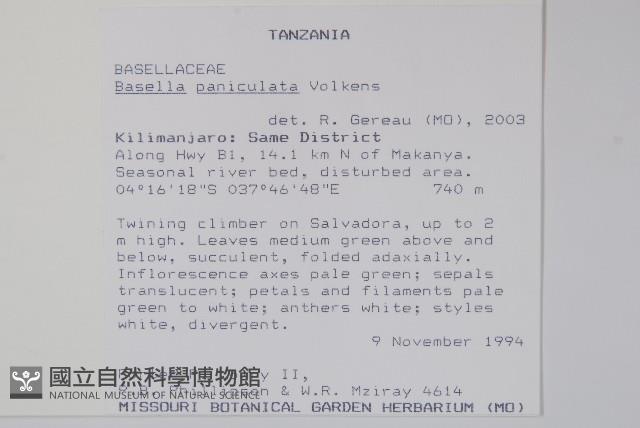 TANZANIA
BASELLACEAE
Basella paniculata Volkens
det. R. Gereau (MO), 2003
Kilimanjaro: Same District
Along Hwy B1, 14.1 km N of Makanya.
Seasonal river bed, disturbed area.
04°16'18"S 037°46'48"E 740 m
Twining climber on Salvadora, up to 2
m high. Leaves medium green above and
below, succulent, folded adaxially.
Inflorescence axes pale green; sepals
translucent; petals and filaments pale
green to white; anthers white; styles
white, divergent.
9 November 1994
II,
& W.R. Mziray 4614
國立自然科學博物館
NATIONAL MUSEUM OF NATURAL SCIENCE
MISSOURI BOTANICAL GARDEN HERBARIUM (MO)